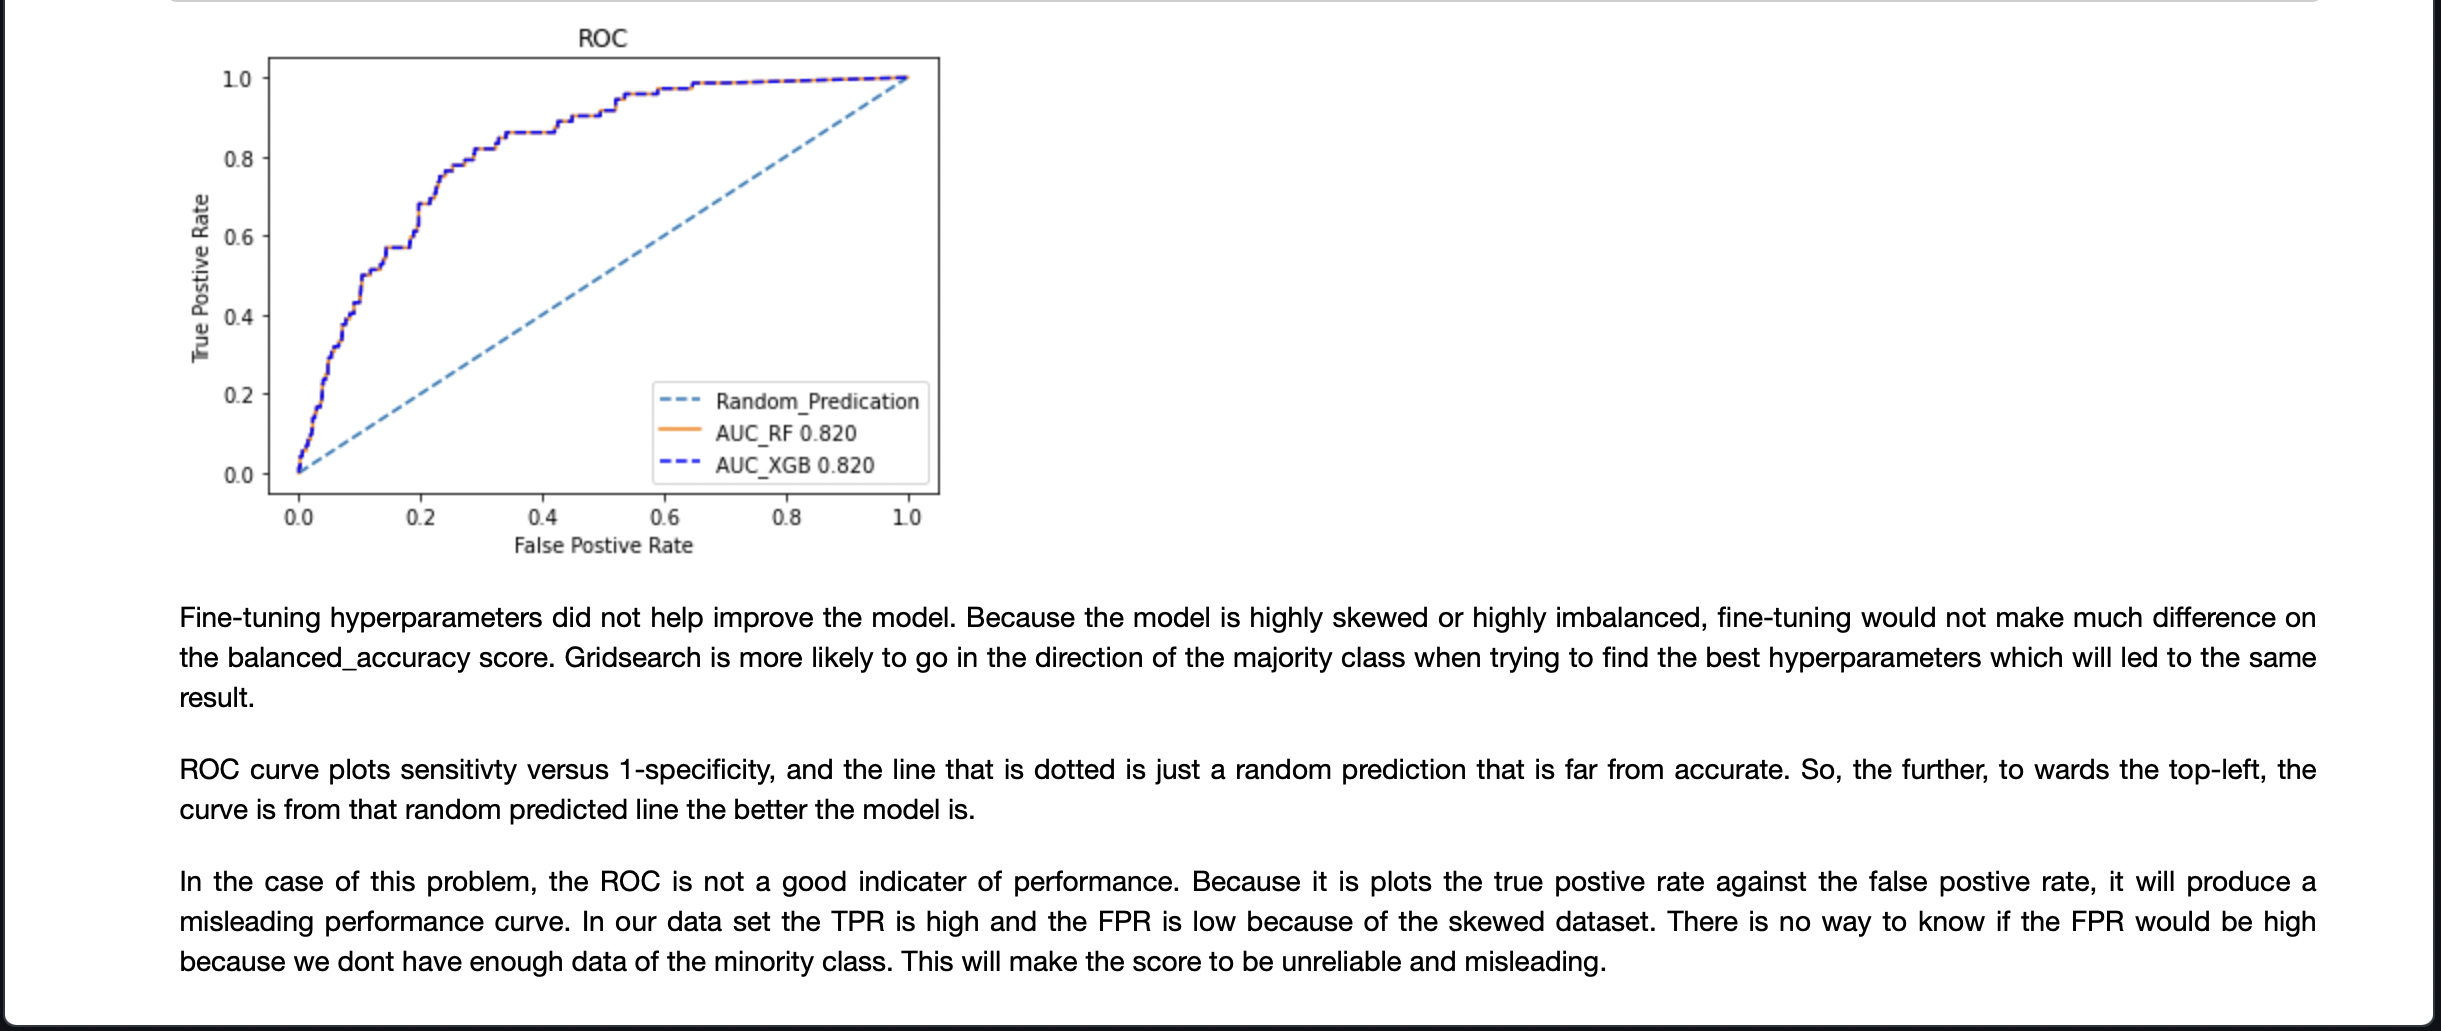 ROC
1.0
0.8
0.6
0.4
0.2
0.0
True Postive Rate
Random_Predication
AUC_RF 0.820
AUC_XGB 0.820
0.0 0.2 0.4 0.6 0.8 1.0
False Postive Rate
Fine-tuning hyperparameters did not help improve the model. Because the model is highly skewed or highly imbalanced, fine-tuning would not make much difference on
the balanced_accuracy score. Gridsearch is more likely to go in the direction of the majority class when trying to find the best hyperparameters which will led to the same
result.
ROC curve plots sensitivty versus 1-specificity, and the line that is dotted is just a random prediction that is far from accurate. So, the further, to wards the top-left, the
curve is from that random predicted line the better the model is.
In the case of this problem, the ROC is not a good indicater of performance. Because it is plots the true postive rate against the false postive rate, it will produce a
misleading performance curve. In our data set the TPR is high and the FPR is low because of the skewed dataset. There is no way to know if the FPR would be high
because we dont have enough data of the minority class. This will make the score to be unreliable and misleading.